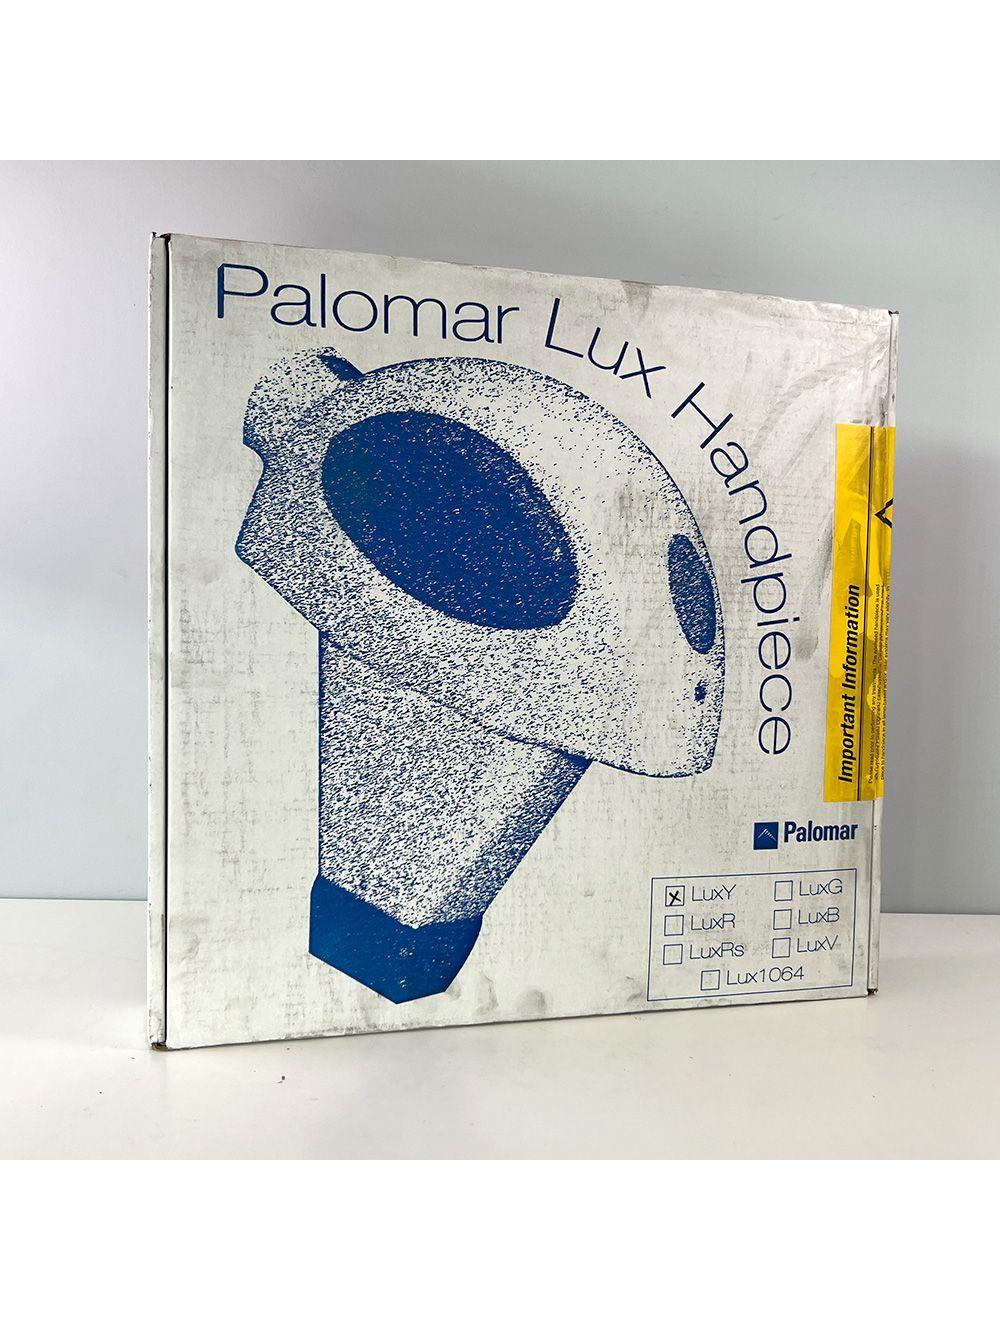 Palomar Lux Handpiece
Important Information
Palomar
x LuxY
LuxG
LuxR
LuxB
LuxRs
LuxV
Lux1064